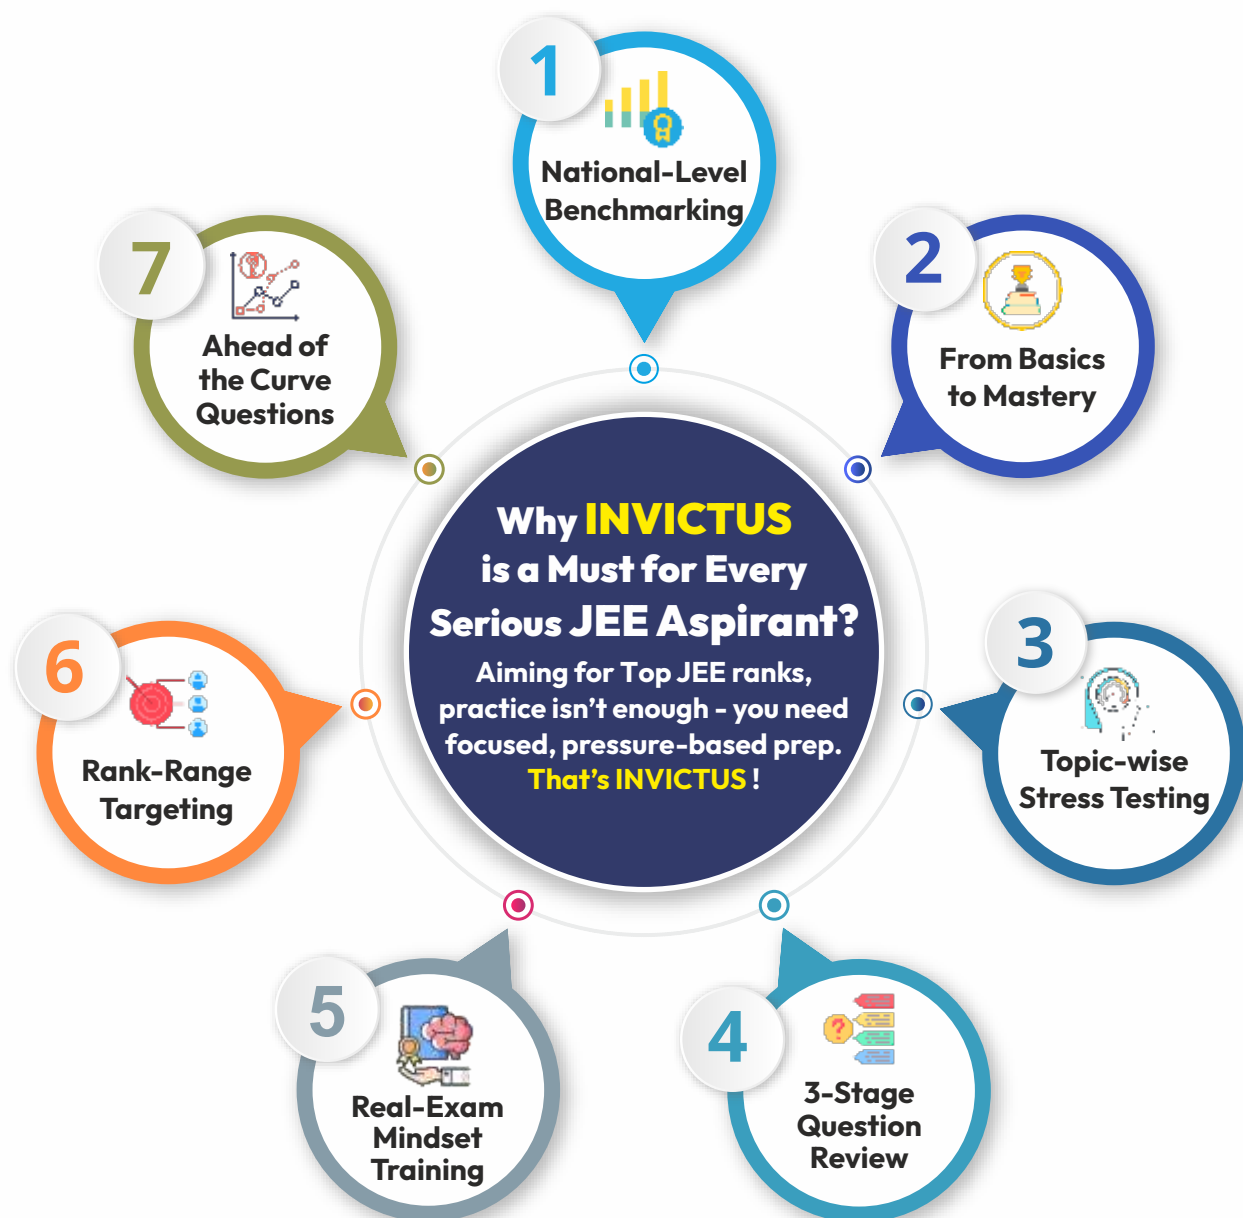 Why INVICTUS
is a Must for Every
Serious JEE Aspirant?
Aiming for Top JEE ranks,
practice isn't enough - you need
focused, pressure-based prep.
That's INVICTUS !
1
National-Level
Benchmarking
2
From Basics
to Mastery
3
Topic-wise
Stress Testing
4
3-Stage
Question
Review
5
Real-Exam
Mindset
Training
6
Rank-Range
Targeting
7
Ahead of
the Curve
Questions